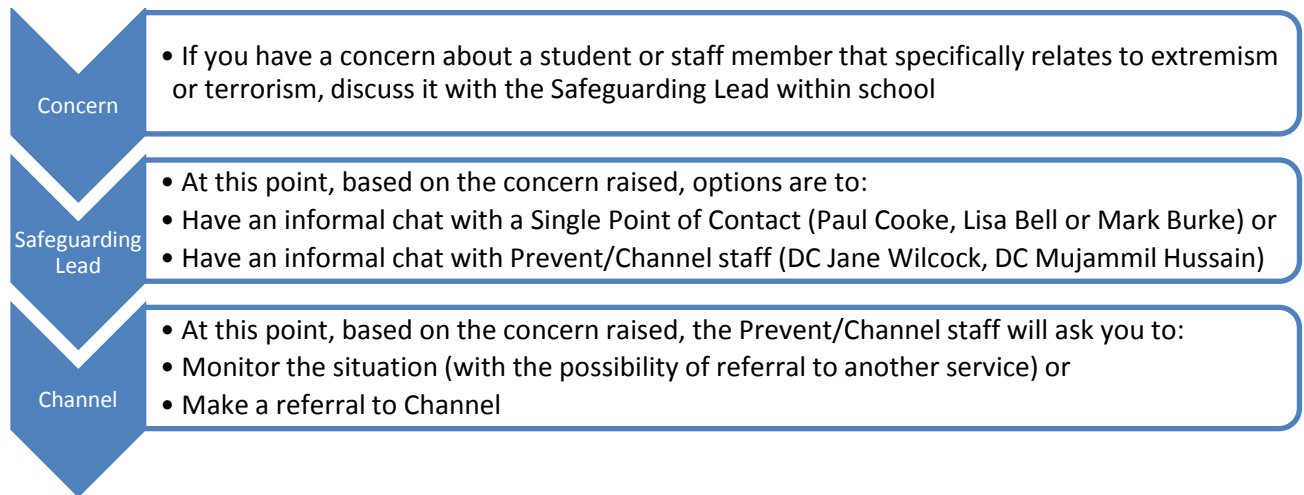 Concern
• If you have a concern about a student or staff member that specifically relates to extremism
or terrorism, discuss it with the Safeguarding Lead within school
Safeguarding
Lead
• At this point, based on the concern raised, options are to:
• Have an informal chat with a Single Point of Contact (Paul Cooke, Lisa Bell or Mark Burke) or
• Have an informal chat with Prevent/Channel staff (DC Jane Wilcock, DC Mujammil Hussain)
Channel
• At this point, based on the concern raised, the Prevent/Channel staff will ask you to:
• Monitor the situation (with the possibility of referral to another service) or
• Make a referral to Channel